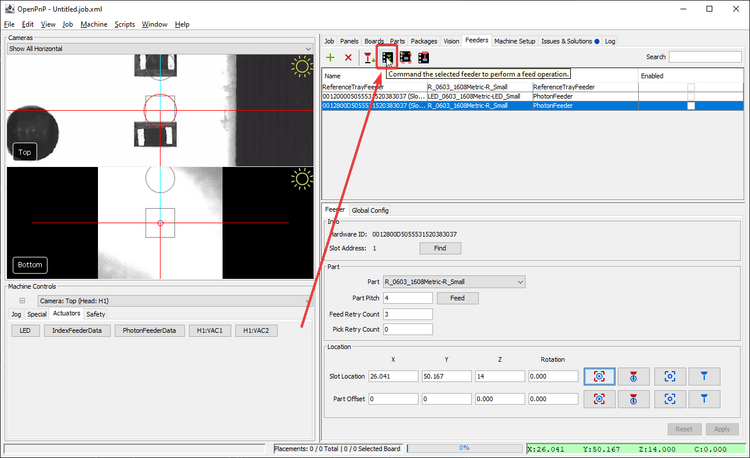 OpenPnP - Untitled.job.xml
File Edit View Job Machine Scripts Window Help
Cameras
Show All Horizontal
Top
Bottom
Machine Controls
Camera: Top (Head: H1)
Jog Special Actuators Safety
LED IndexFeederData PhotonFeederData H1:VAC1 H1:VAC2
Job Panels Boards Parts Packages Vision Feeders Machine Setup Issues & Solutions Log
Search
Command the selected feeder to perform a feed operation.
Name Enabled
ReferenceTrayFeeder R_0603_1608Metric-R_Small ReferenceTrayFeeder
LED_0603_1608Metric-LED_Small PhotonFeeder
0012800D5055531520383037 (Slo... R_0603_1608Metric-R_Small PhotonFeeder
Feeder Global Config
Info
Hardware ID: 0012800D5055531520383037
Slot Address: 1 Find
Part
Part R_0603_1608Metric-R_Small
Part Pitch 4 Feed
Feed Retry Count 3
Pick Retry Count 0
Location
X Y Z Rotation
Slot Location 26.041 50.167 14 0.000
Part Offset 0 0 0.000 0.000
Reset Apply
Placements: 0 / 0 Total | 0 / 0 Selected Board 0% X:26.041 Y:50.167 Z:14.000 C:0.000